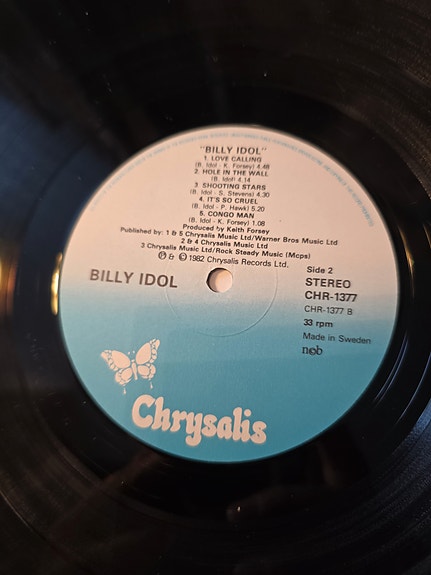 "BILLY IDOL"
1. LOVE CALLING
(B. Idol - K. Forsey) 4.48
2. HOLE IN THE WALL
(B. Idol) 4.14
3. SHOOTING STARS
(B. Idol - S. Stevens) 4.30
4. IT'S SO CRUEL
(B. Idol - P. Hawk) 5.20
5. CONGO MAN
(B. Idol - K. Forsey) 1.08
Produced by Keith Forsey
Published by: 1 & 5 Chrysalis Music Ltd/Warner Bros Music Ltd
2 & 4 Chrysalis Music Ltd
3 Chrysalis Music Ltd/Rock Steady Music (Mcps)
℗ & © 1982 Chrysalis Records Ltd.
BILLY IDOL
Side 2
STEREO
CHR-1377
CHR-1377 B
33 rpm
Made in Sweden
ncb
Chrysalis